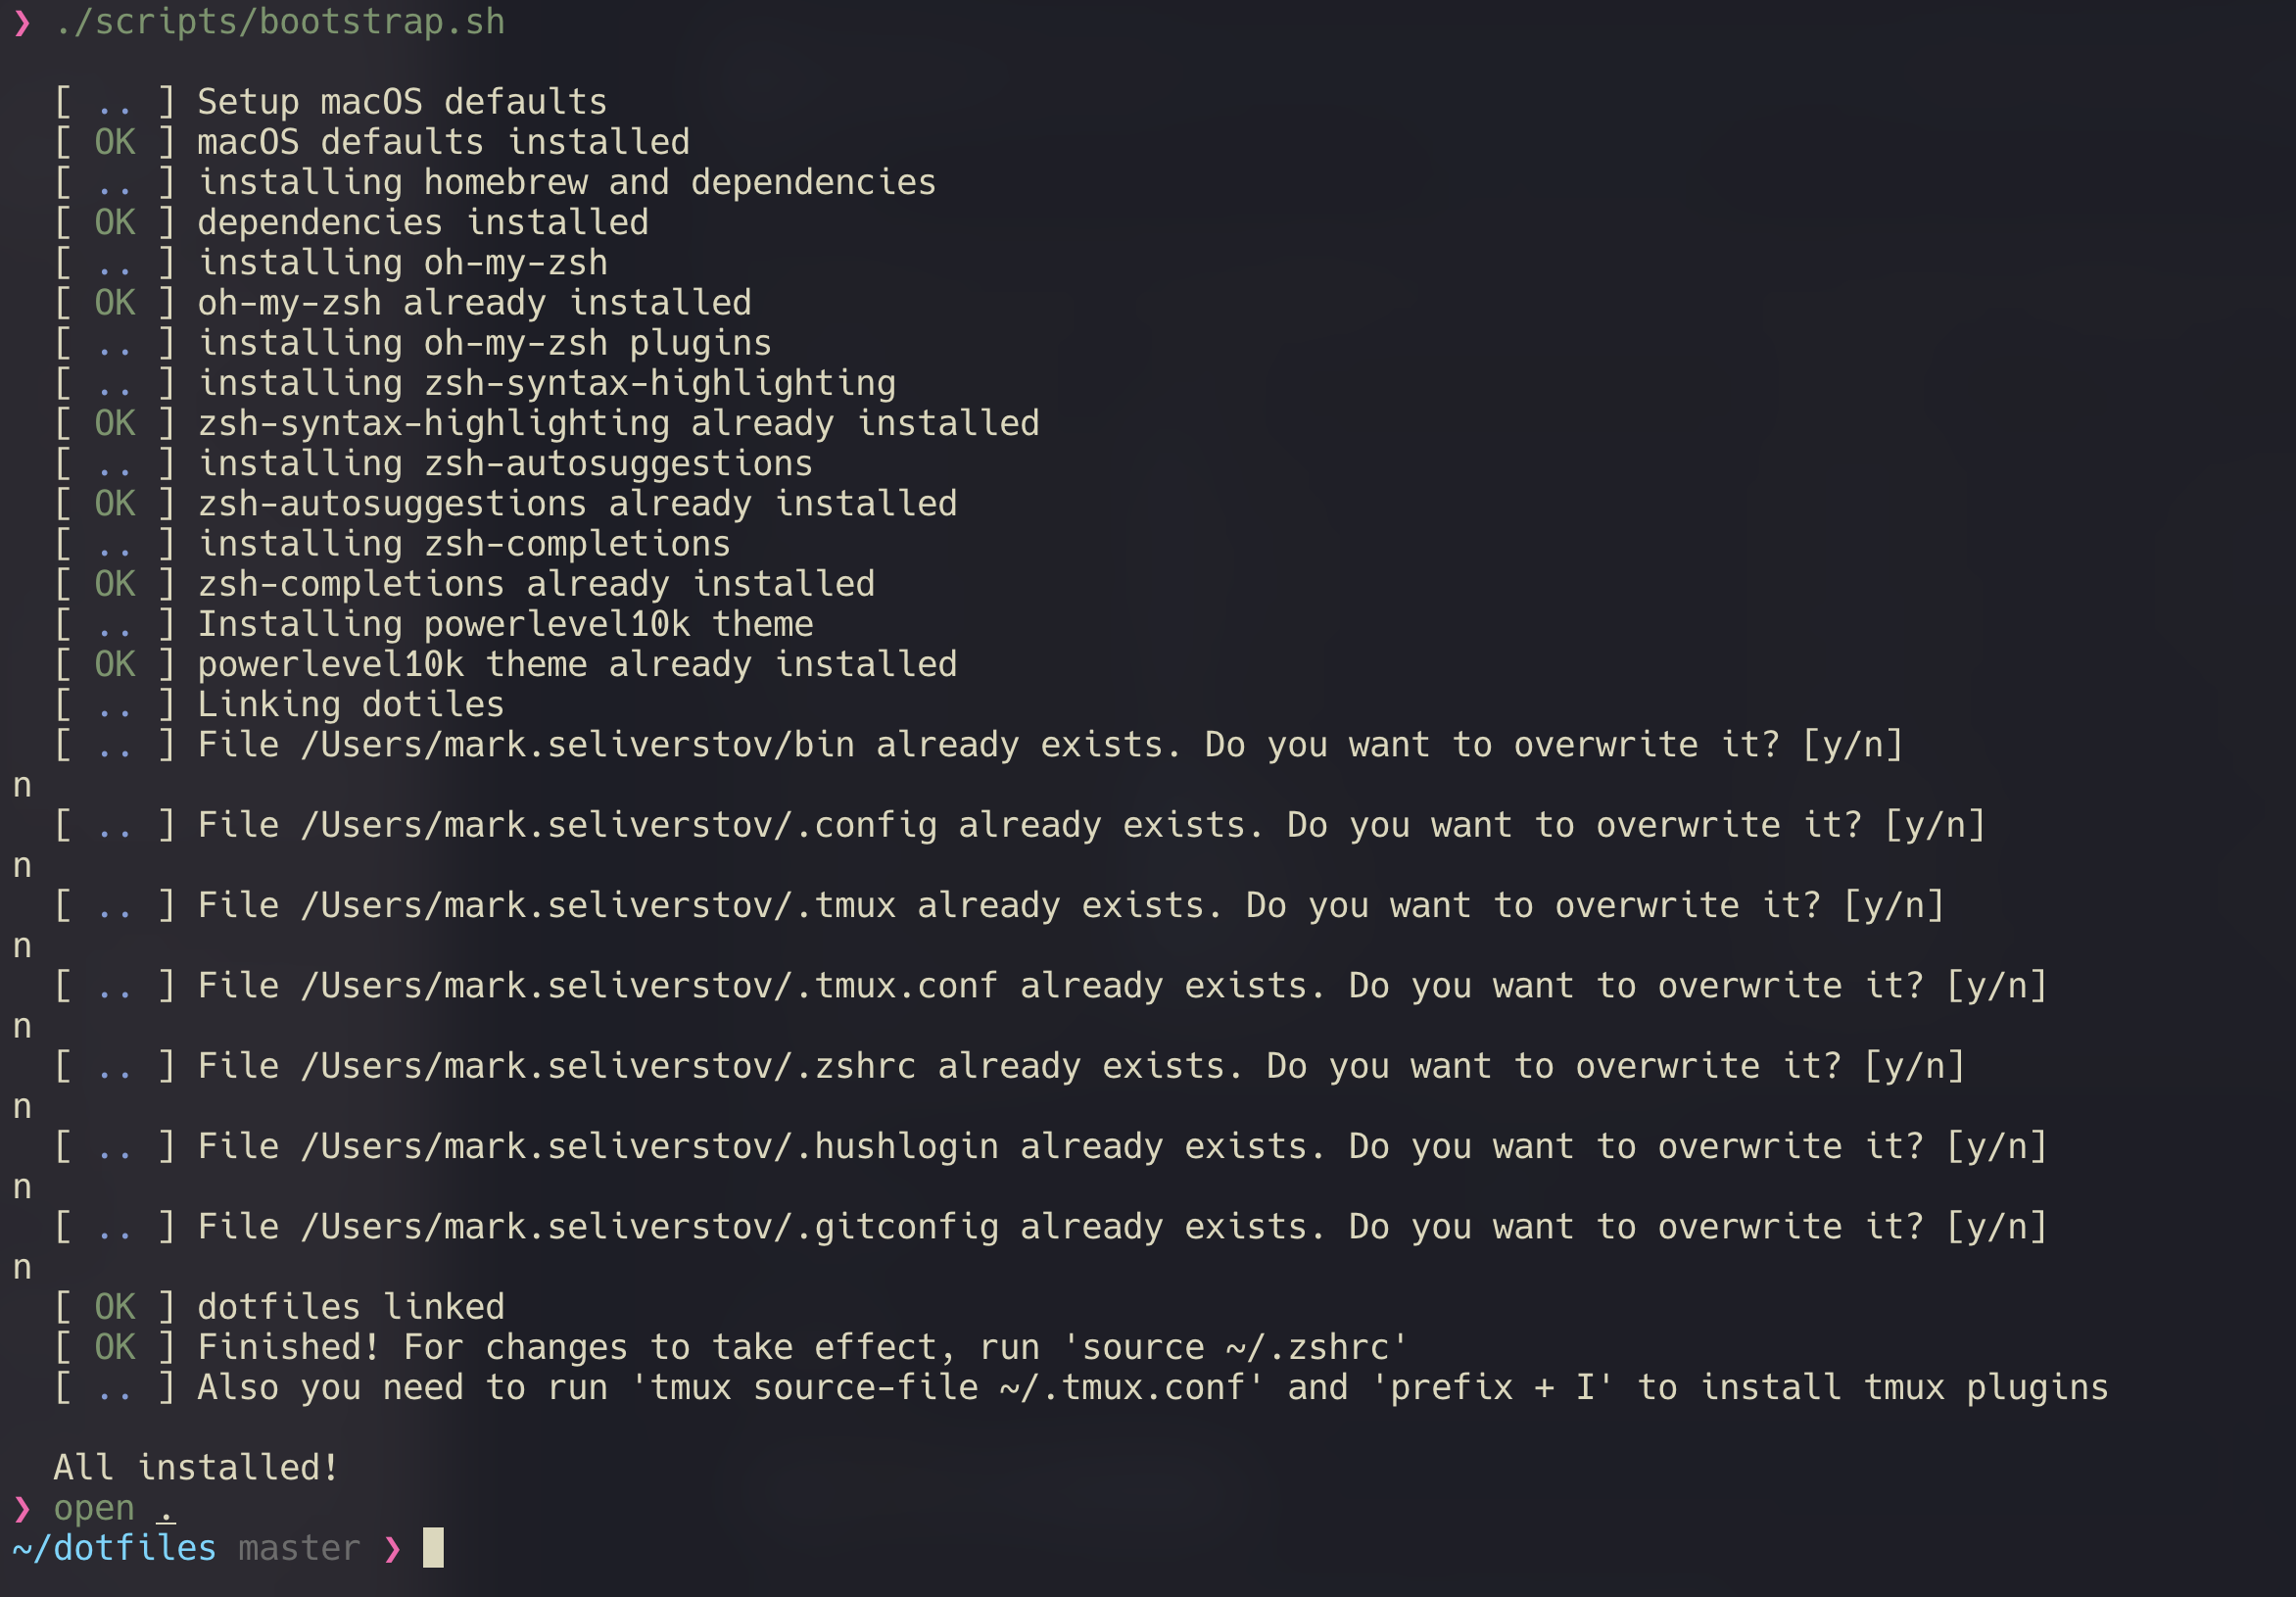 ❯ ./scripts/bootstrap.sh
[ .. ] Setup macOS defaults
[ OK ] macOS defaults installed
[ .. ] installing homebrew and dependencies
[ OK ] dependencies installed
[ .. ] installing oh-my-zsh
[ OK ] oh-my-zsh already installed
[ .. ] installing oh-my-zsh plugins
[ .. ] installing zsh-syntax-highlighting
[ OK ] zsh-syntax-highlighting already installed
[ .. ] installing zsh-autosuggestions
[ OK ] zsh-autosuggestions already installed
[ .. ] installing zsh-completions
[ OK ] zsh-completions already installed
[ .. ] Installing powerlevel10k theme
[ OK ] powerlevel10k theme already installed
[ .. ] Linking dotiles
[ .. ] File /Users/mark.seliverstov/bin already exists. Do you want to overwrite it? [y/n]
n
[ .. ] File /Users/mark.seliverstov/.config already exists. Do you want to overwrite it? [y/n]
n
[ .. ] File /Users/mark.seliverstov/.tmux already exists. Do you want to overwrite it? [y/n]
n
[ .. ] File /Users/mark.seliverstov/.tmux.conf already exists. Do you want to overwrite it? [y/n]
n
[ .. ] File /Users/mark.seliverstov/.zshrc already exists. Do you want to overwrite it? [y/n]
n
[ .. ] File /Users/mark.seliverstov/.hushlogin already exists. Do you want to overwrite it? [y/n]
n
[ .. ] File /Users/mark.seliverstov/.gitconfig already exists. Do you want to overwrite it? [y/n]
n
[ OK ] dotfiles linked
[ OK ] Finished! For changes to take effect, run 'source ~/.zshrc'
[ .. ] Also you need to run 'tmux source-file ~/.tmux.conf' and 'prefix + I' to install tmux plugins
All installed!
❯ open .
~/dotfiles master ❯